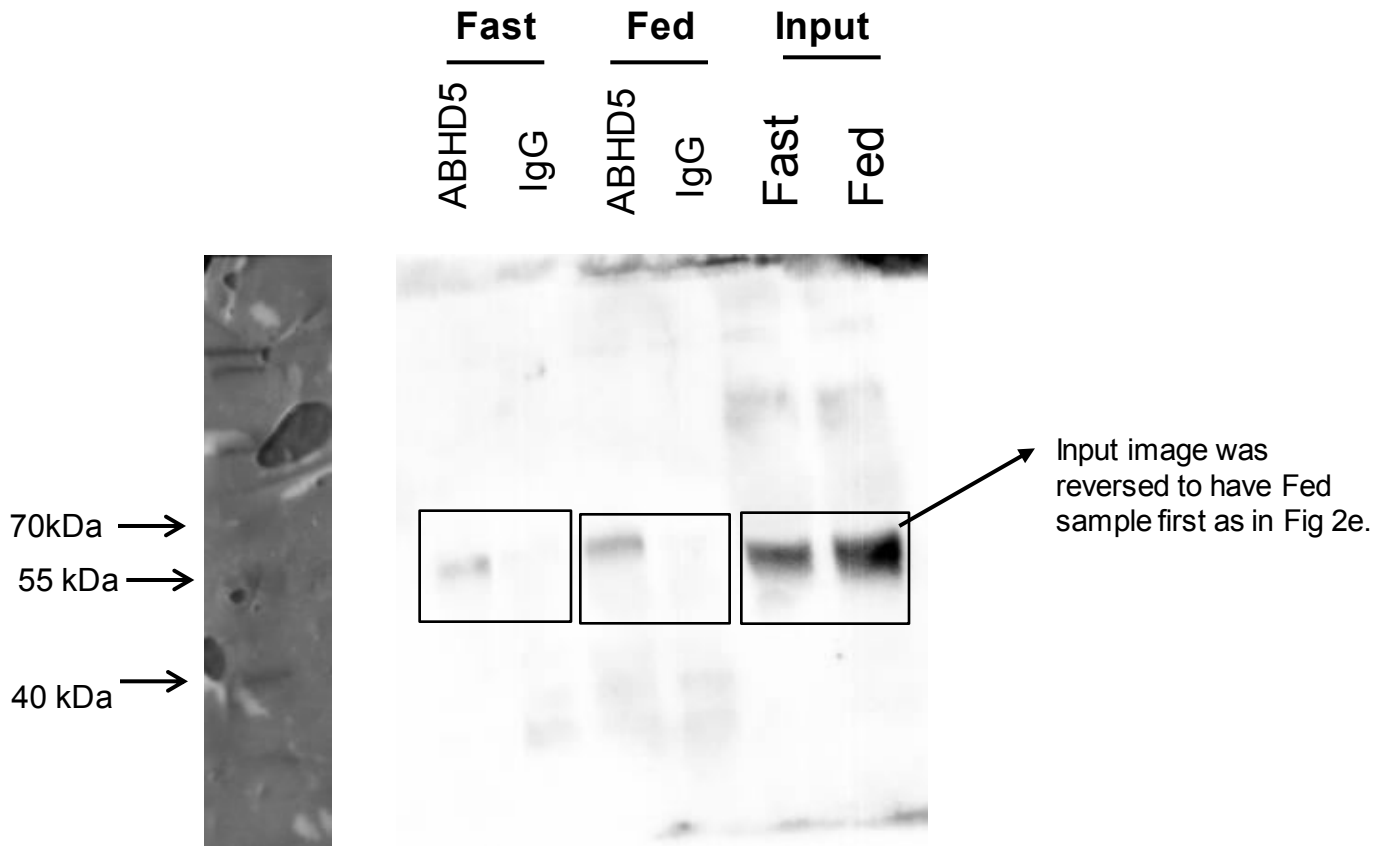 Fast Fed Input
ABHD5 IgG ABHD5 IgG Fast Fed
Input image was
reversed to have Fed
sample first as in Fig 2e.
70kDa
55 kDa
40 kDa